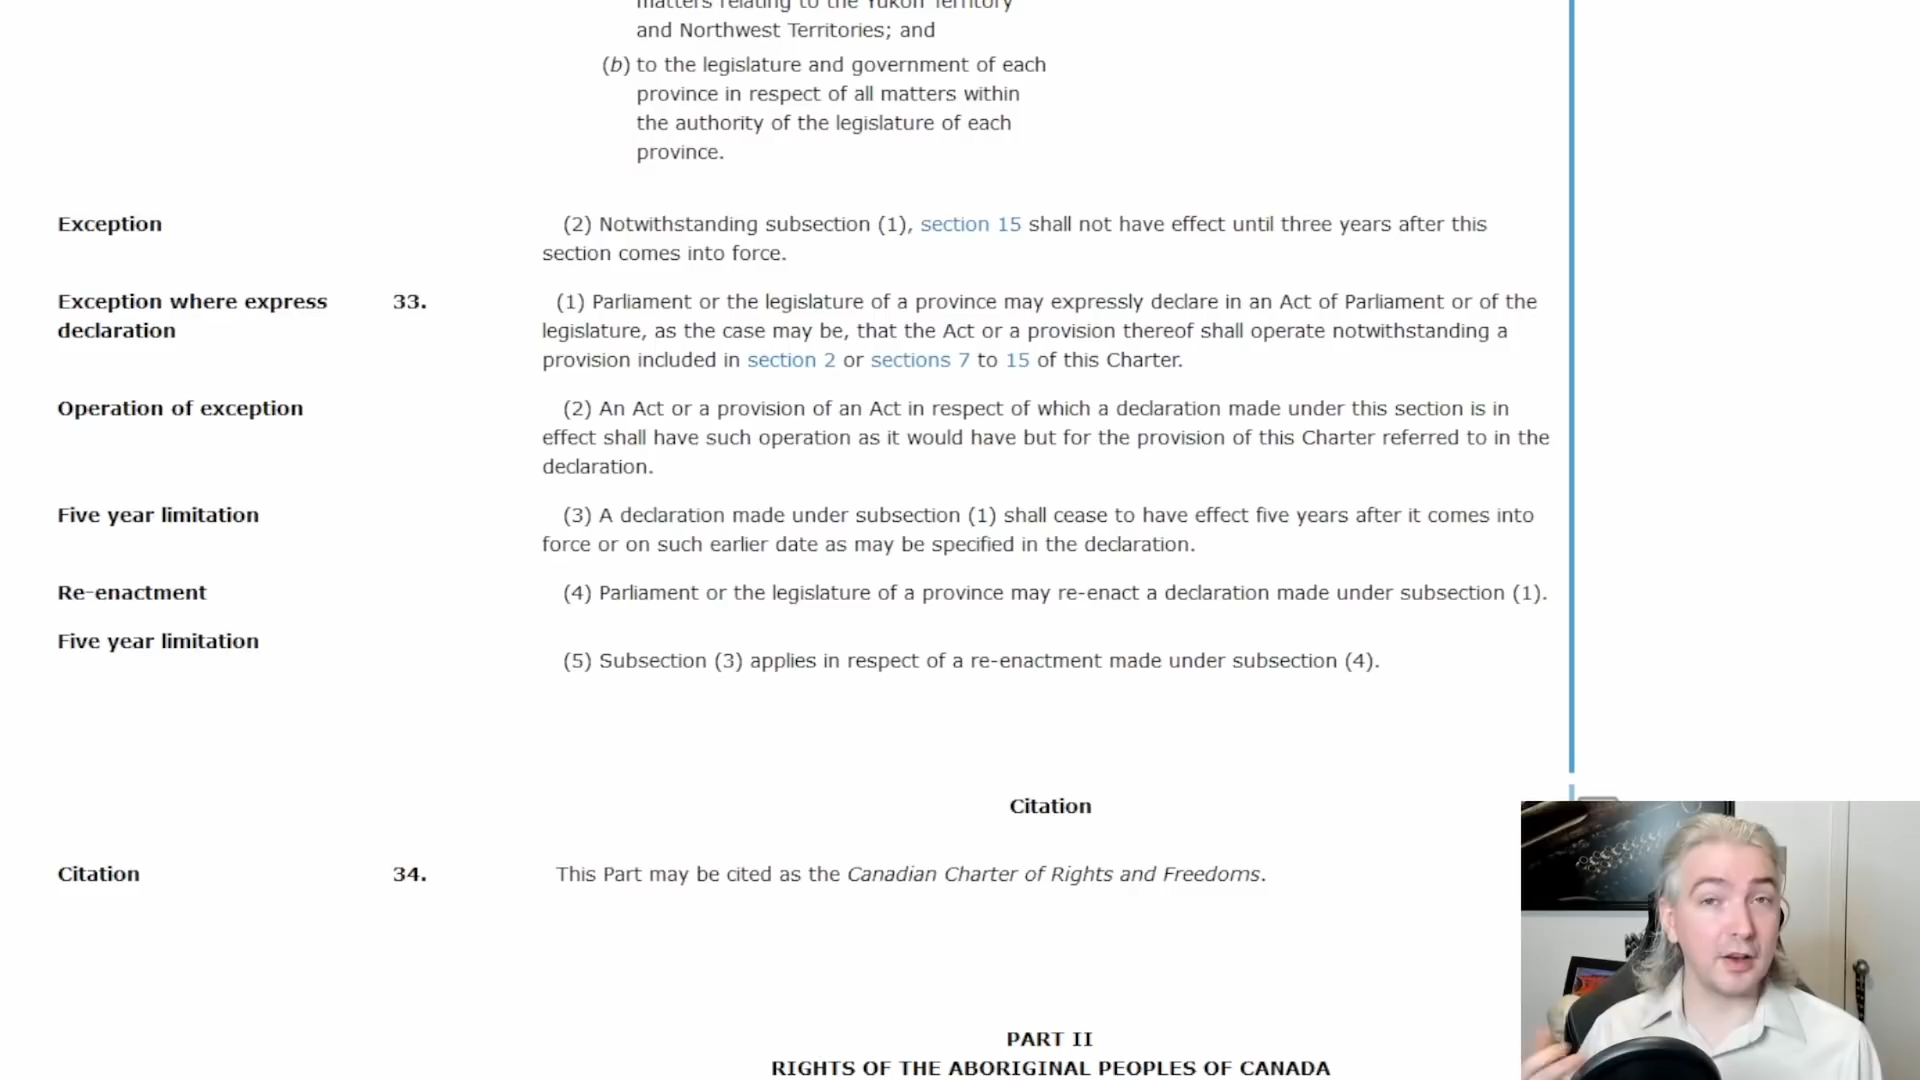 matters relating to the Yukon Territory
and Northwest Territories; and
(b) to the legislature and government of each
province in respect of all matters within
the authority of the legislature of each
province.
Exception
(2) Notwithstanding subsection (1), section 15 shall not have effect until three years after this
section comes into force.
Exception where express
declaration
33.
(1) Parliament or the legislature of a province may expressly declare in an Act of Parliament or of the
legislature, as the case may be, that the Act or a provision thereof shall operate notwithstanding a
provision included in section 2 or sections 7 to 15 of this Charter.
Operation of exception
(2) An Act or a provision of an Act in respect of which a declaration made under this section is in
effect shall have such operation as it would have but for the provision of this Charter referred to in the
declaration.
Five year limitation
(3) A declaration made under subsection (1) shall cease to have effect five years after it comes into
force or on such earlier date as may be specified in the declaration.
Re-enactment
(4) Parliament or the legislature of a province may re-enact a declaration made under subsection (1).
Five year limitation
(5) Subsection (3) applies in respect of a re-enactment made under subsection (4).
Citation
Citation
34.
This Part may be cited as the Canadian Charter of Rights and Freedoms.
PART II
RIGHTS OF THE ABORIGINAL PEOPLES OF CANADA